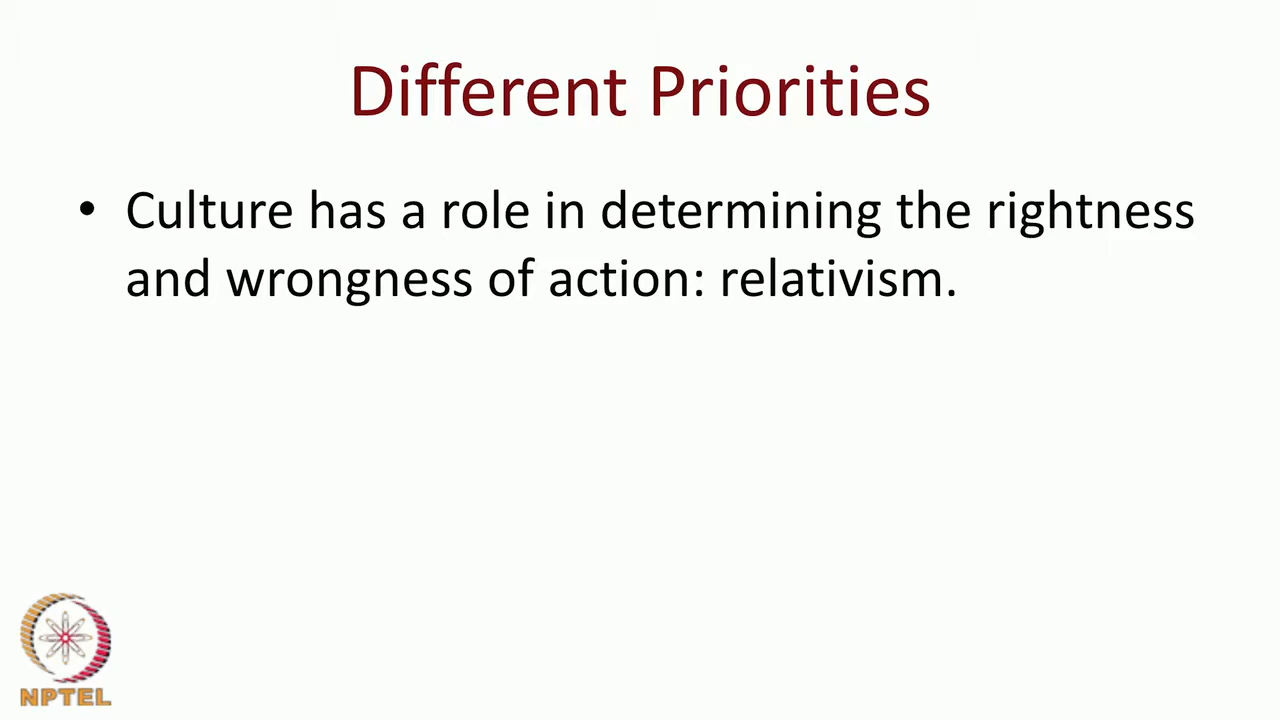 Different Priorities
• Culture has a role in determining the rightness
and wrongness of action: relativism.
NPTEL